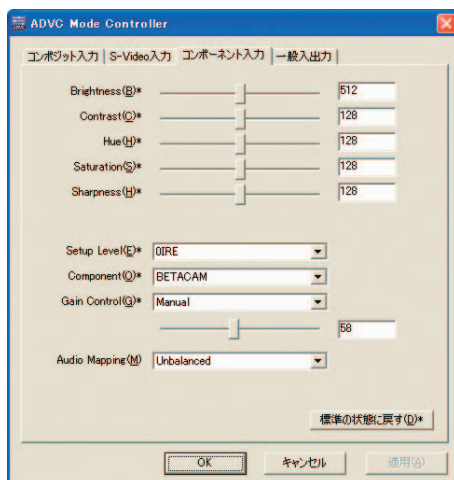 ADVC Mode Controller
コンポジット入力 S-Video入力 コンポーネント入力 一般入出力
Brightness(B)* 512
Contrast(C)* 128
Hue(H)* 128
Saturation(S)* 128
Sharpness(H)* 128
Setup Level(E)* 0IRE
Component(O)* BETACAM
Gain Control(G)* Manual
58
Audio Mapping(M) Unbalanced
標準の状態に戻す(D)*
OK キャンセル 適用(A)